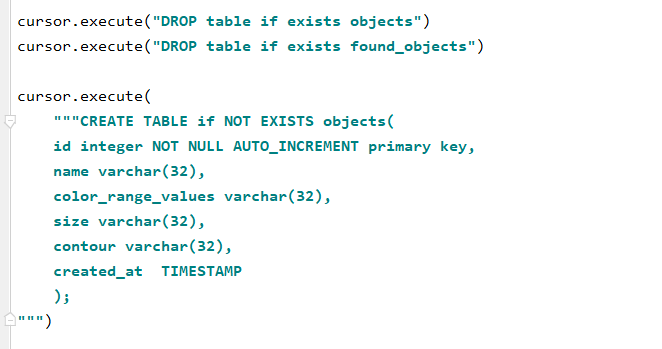 cursor.execute("DROP table if exists objects")
cursor.execute("DROP table if exists found_objects")
cursor.execute(
"""CREATE TABLE if NOT EXISTS objects(
id integer NOT NULL AUTO_INCREMENT primary key,
name varchar(32),
color_range_values varchar(32),
size varchar(32),
contour varchar(32),
created_at  TIMESTAMP
);
""")